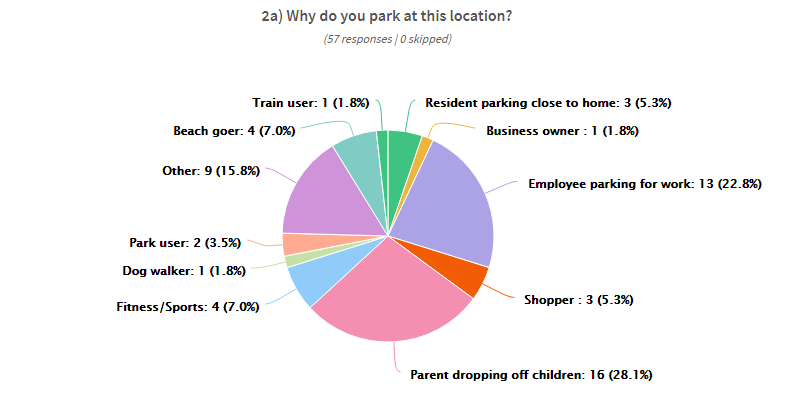 2a) Why do you park at this location?
(57 responses | 0 skipped)
Train user: 1 (1.8%)
Resident parking close to home: 3 (5.3%)
Beach goer: 4 (7.0%)
Business owner : 1 (1.8%)
Other: 9 (15.8%)
Employee parking for work: 13 (22.8%)
Park user: 2 (3.5%)
Dog walker: 1 (1.8%)
Shopper : 3 (5.3%)
Fitness/Sports: 4 (7.0%)
Parent dropping off children: 16 (28.1%)